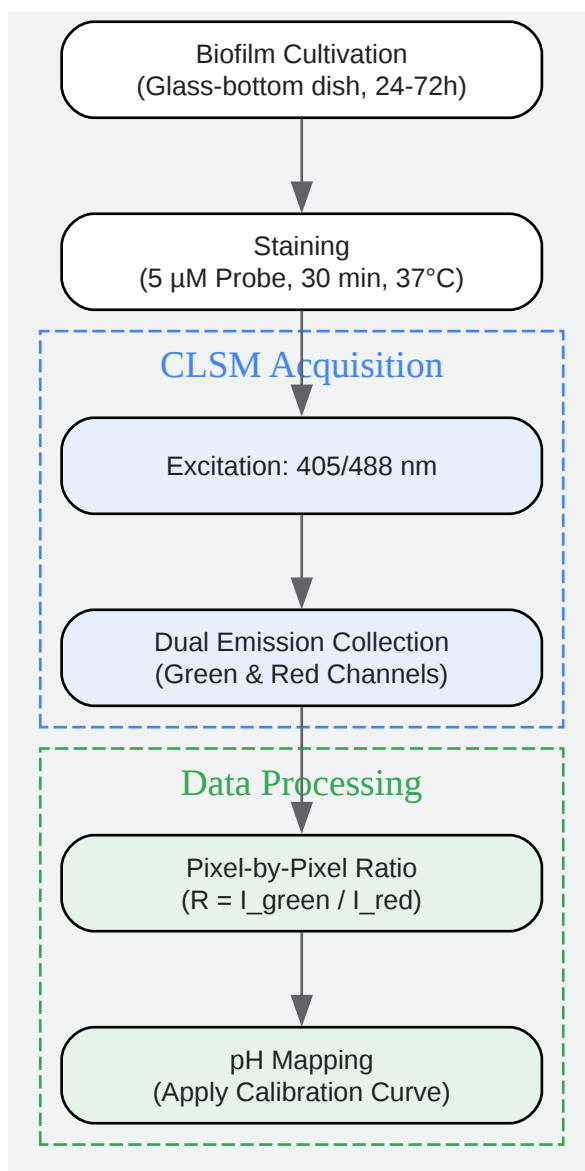 Biofilm Cultivation
(Glass-bottom dish, 24-72h)
Staining
(5 µM Probe, 30 min, 37°C)
CLSM Acquisition
Excitation: 405/488 nm
Dual Emission Collection
(Green & Red Channels)
Data Processing
Pixel-by-Pixel Ratio
(R = I_green / I_red)
pH Mapping
(Apply Calibration Curve)